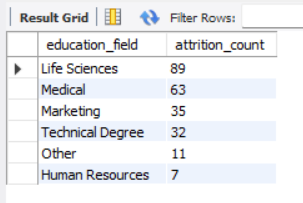 Result Grid Filter Rows:
education_field attrition_count
Life Sciences 89
Medical 63
Marketing 35
Technical Degree 32
Other 11
Human Resources 7